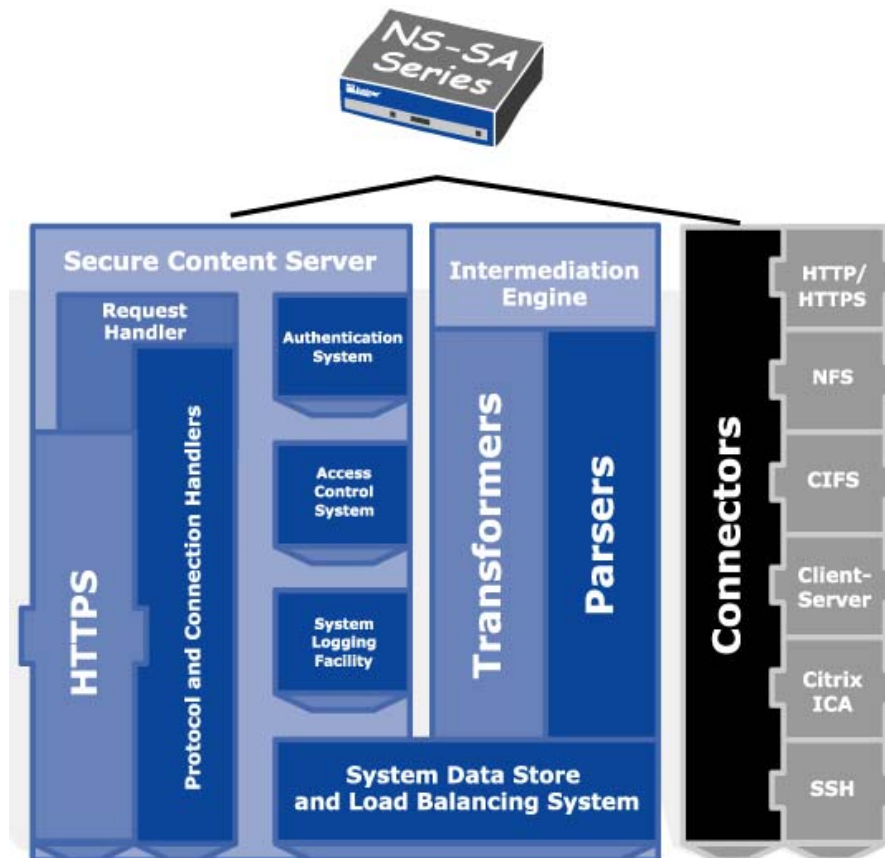 NS-SA
Series
Secure Content Server
Request
Handler
HTTPS
Protocol and Connection Handlers
Authentication
System
Access
Control
System
System
Logging
Facility
Intermediation
Engine
Transformers
Parsers
System Data Store
and Load Balancing System
Connectors
HTTP/
HTTPS
NFS
CIFS
Client-
Server
Citrix
ICA
SSH